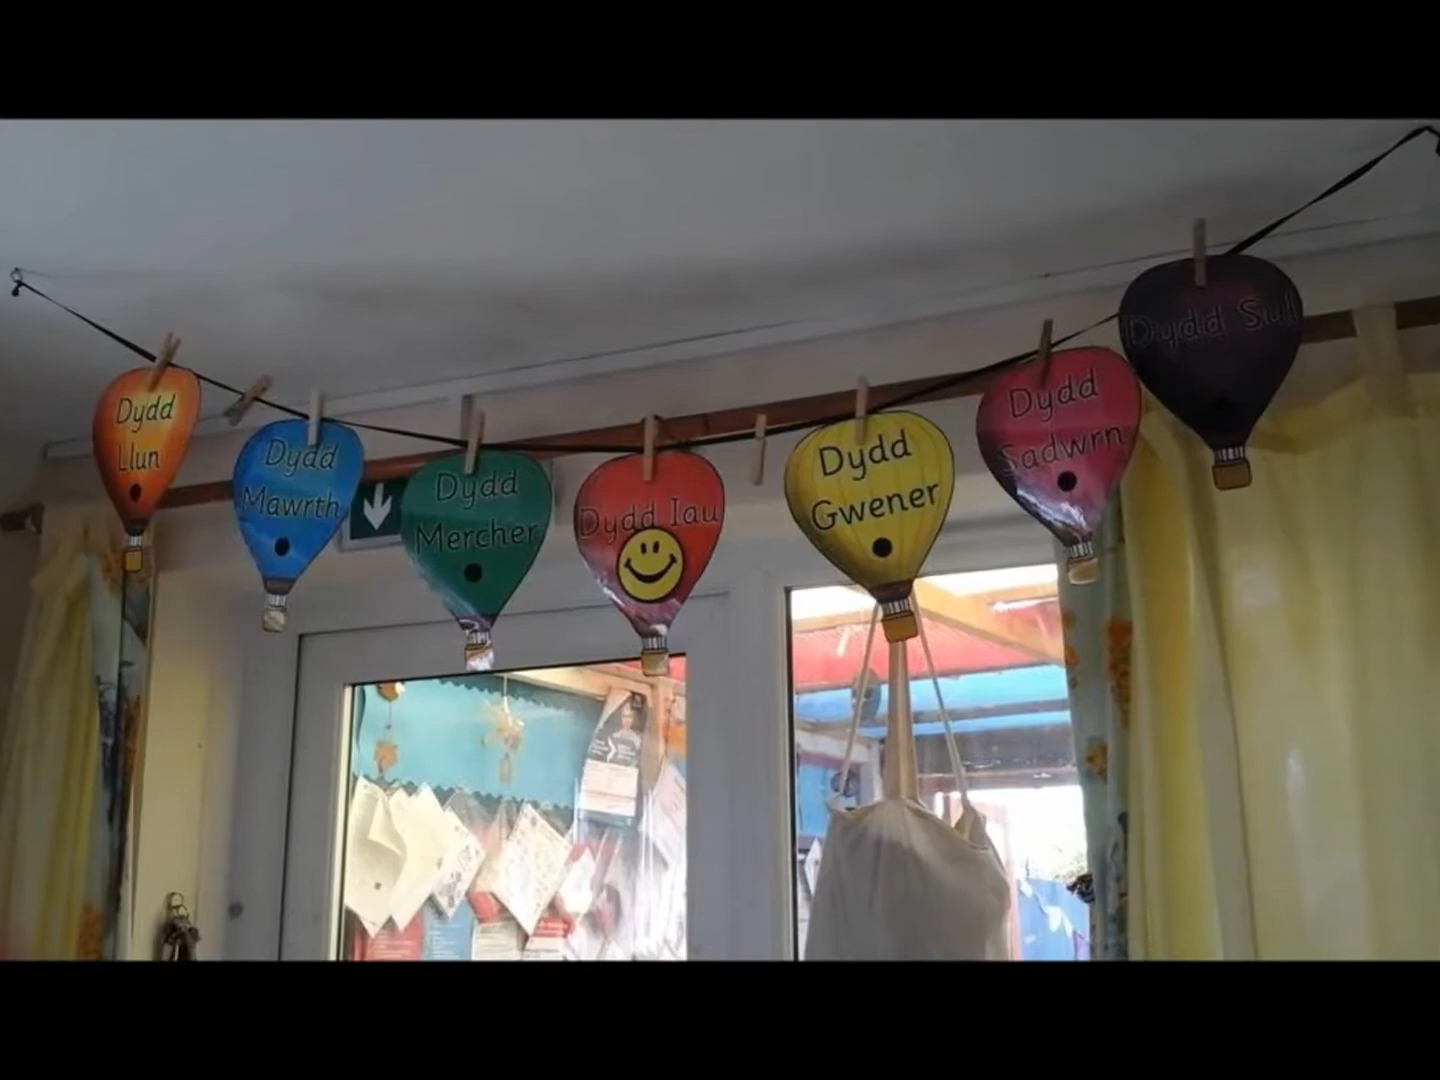 Dydd
Llun
Dydd
Mawrth
Dydd
Mercher
Dydd Iau
Dydd
Gwener
Dydd
Sadwrn
Dydd Sul